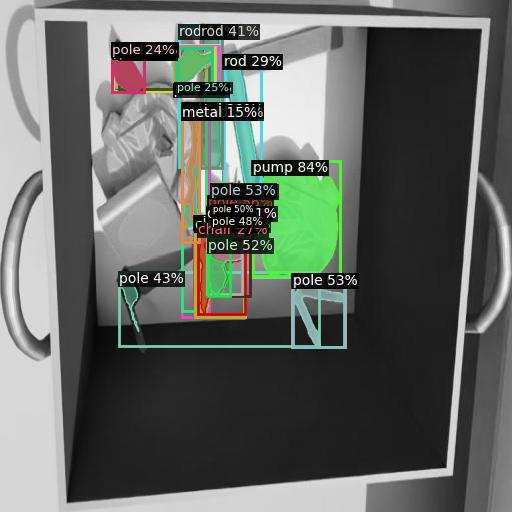 rodrod 41%
pole 24%
rod 29%
pole 25%
metal 15%
pump 84%
pole 53%
pole 50%
1%
pole 48%
chair 27%
pole 52%
pole 43%
pole 53%